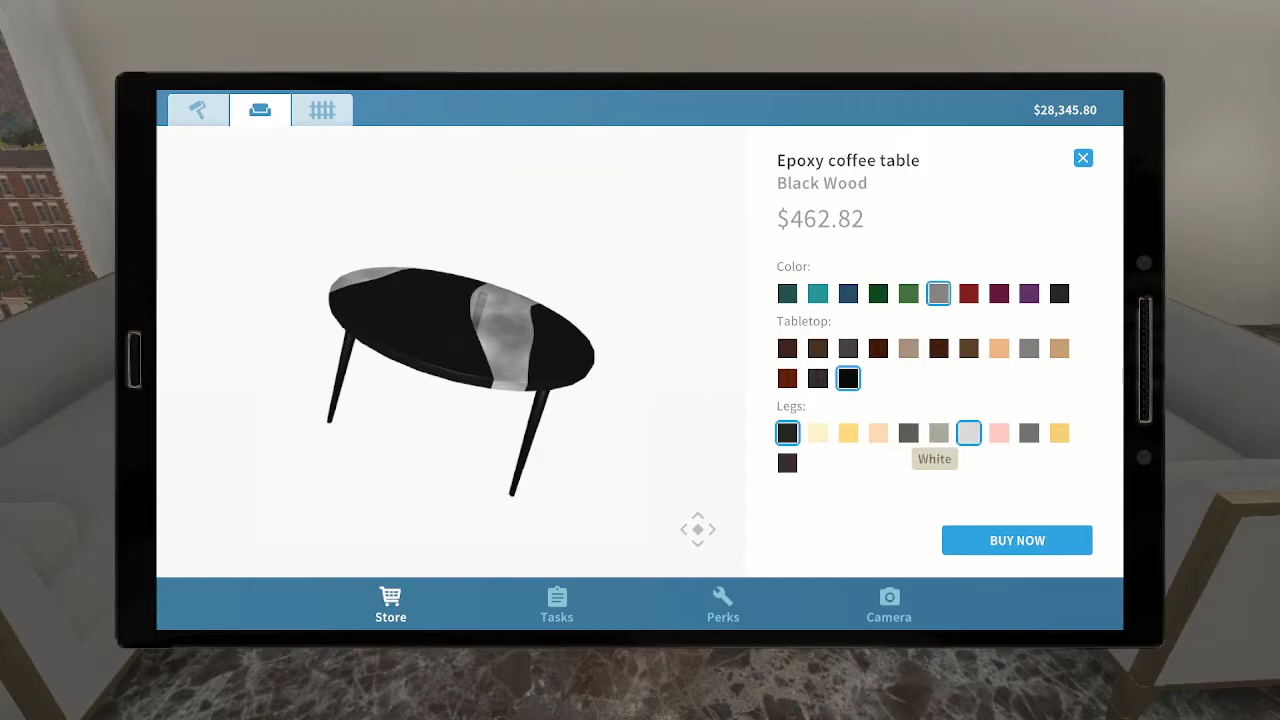 $28,345.80
Epoxy coffee table
Black Wood
$462.82
Color:
Tabletop:
Legs:
White
BUY NOW
Store
Tasks
Perks
Camera